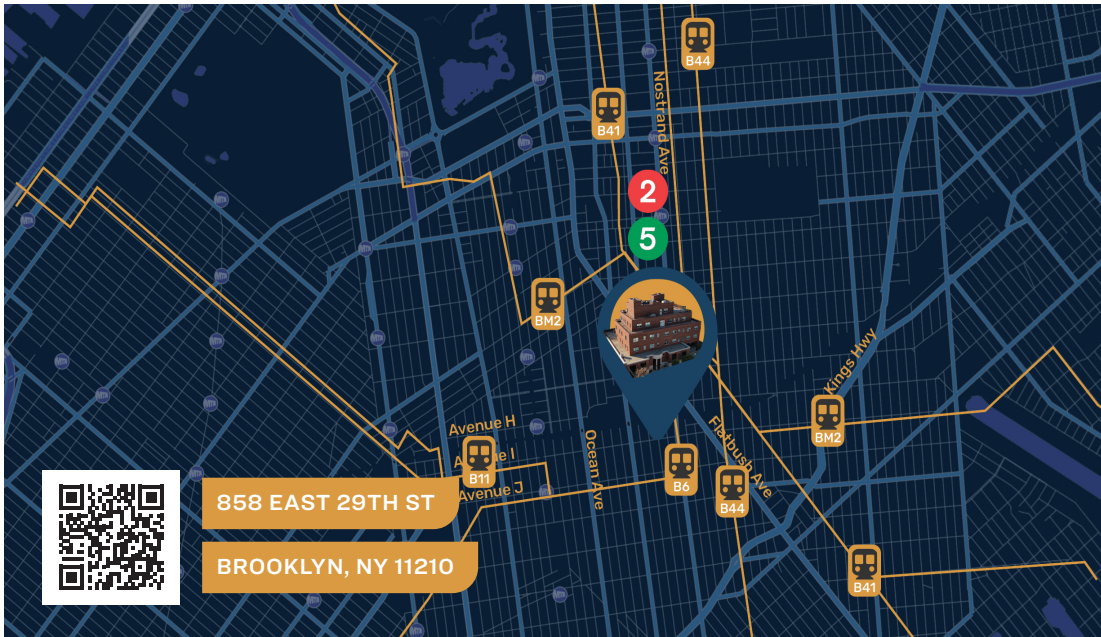 B44
B41
Nostrand Ave
2
5
BM2
Kings Hwy
BM2
Avenue H
Avenue I
B11
Avenue J
Ocean Ave
Flatbush Ave
B6
B44
B41
858 EAST 29TH ST
BROOKLYN, NY 11210